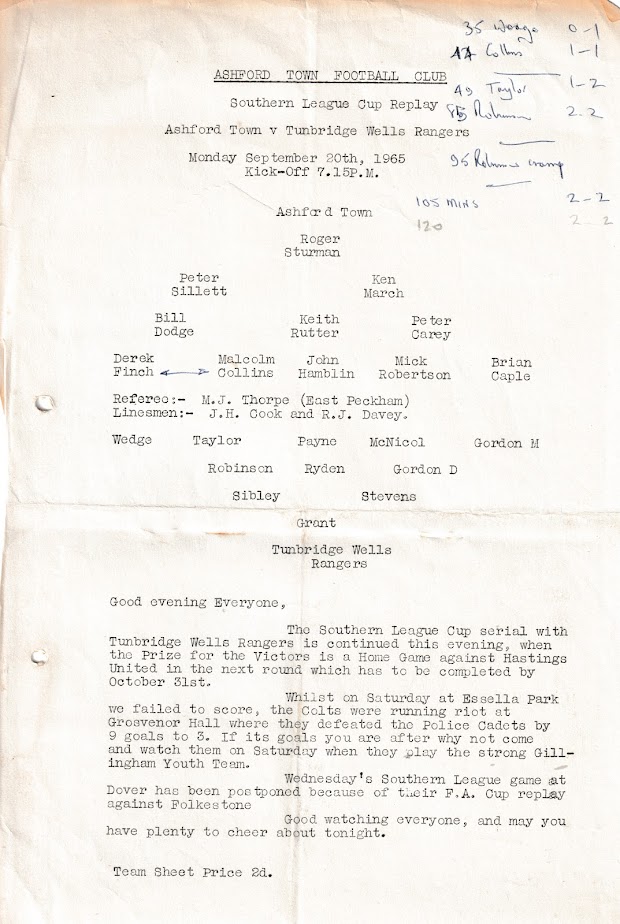 35 Wedge 0-1
44 Collins 1-1
ASHFORD TOWN FOOTBALL CLUB
49 Taylor 1-2
Southern League Cup Replay
85 Robinson 2-2
Ashford Town v Tunbridge Wells Rangers
Monday September 20th, 1965
95 Robinson cramp
Kick-Off 7.15P.M.
105 MINS 2-2
Ashford Town
120 2-2
Roger
Sturman
Peter Ken
Sillett March
Bill Keith Peter
Dodge Rutter Carey
Derek Malcolm John Mick Brian
Finch Collins Hamblin Robertson Caple
Referee:- M.J. Thorpe (East Peckham)
Linesmen:- J.H. Cook and R.J. Davey.
Wedge Taylor Payne McNicol Gordon M
Robinson Ryden Gordon D
Sibley Stevens
Grant
Tunbridge Wells
Rangers
Good evening Everyone,
The Southern League Cup serial with
Tunbridge Wells Rangers is continued this evening, when
the Prize for the Victors is a Home Game against Hastings
United in the next round which has to be completed by
October 31st.
Whilst on Saturday at Essella Park
we failed to score, the Colts were running riot at
Grosvenor Hall where they defeated the Police Cadets by
9 goals to 3. If its goals you are after why not come
and watch them on Saturday when they play the strong Gill-
ingham Youth Team.
Wednesday's Southern League game at
Dover has been postponed because of their F.A. Cup replay
against Folkestone
Good watching everyone, and may you
have plenty to cheer about tonight.
Team Sheet Price 2d.